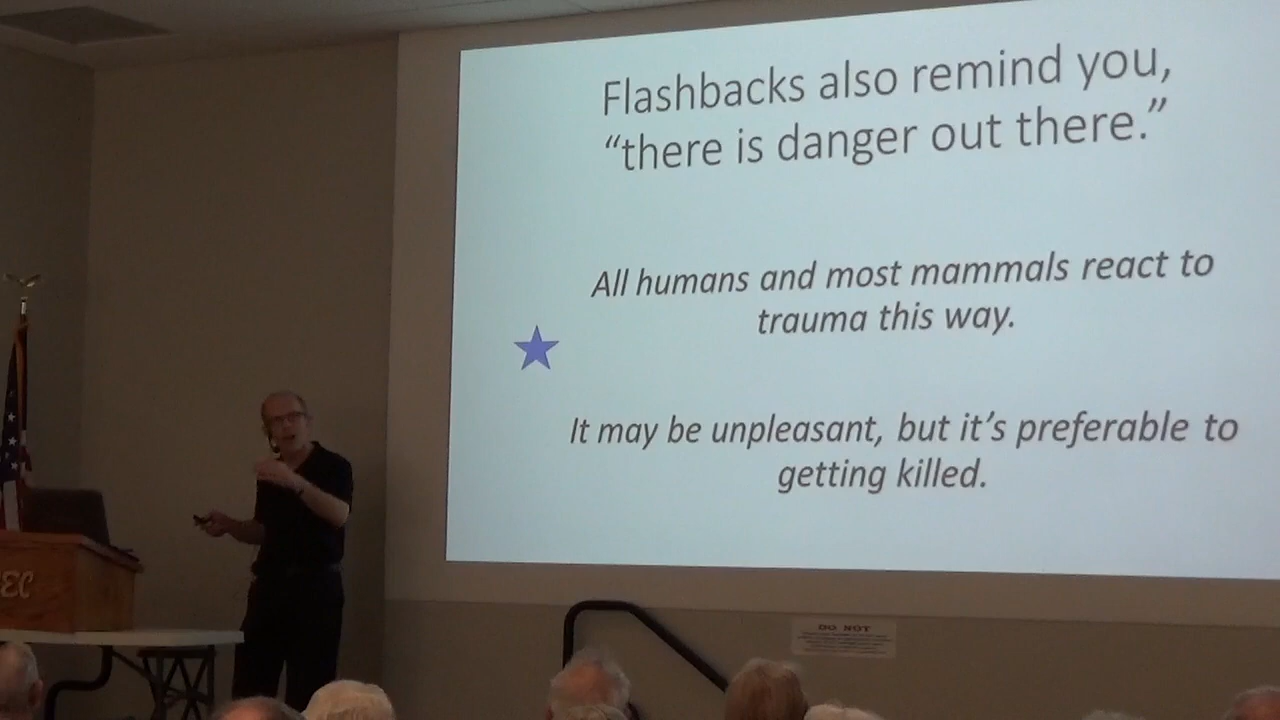 Flashbacks also remind you,
“there is danger out there.”
All humans and most mammals react to
trauma this way.
It may be unpleasant, but it’s preferable to
getting killed.
EC
DO NOT